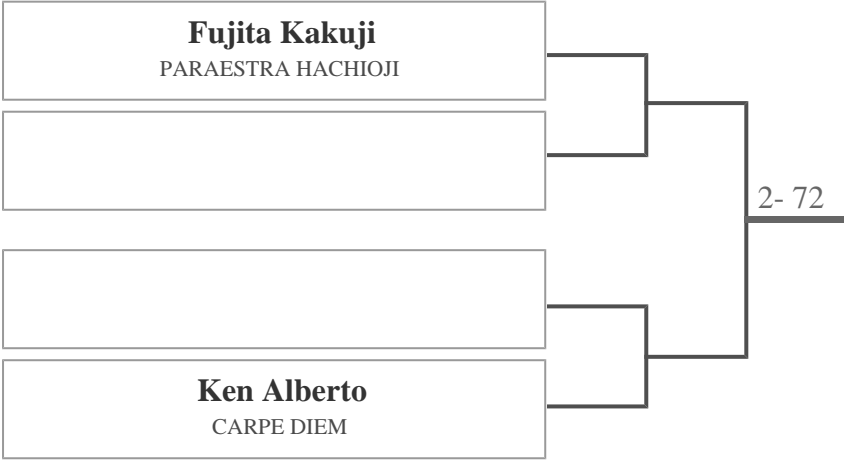 Fujita Kakuji
PARAESTRA HACHIOJI
2- 72
Ken Alberto
CARPE DIEM